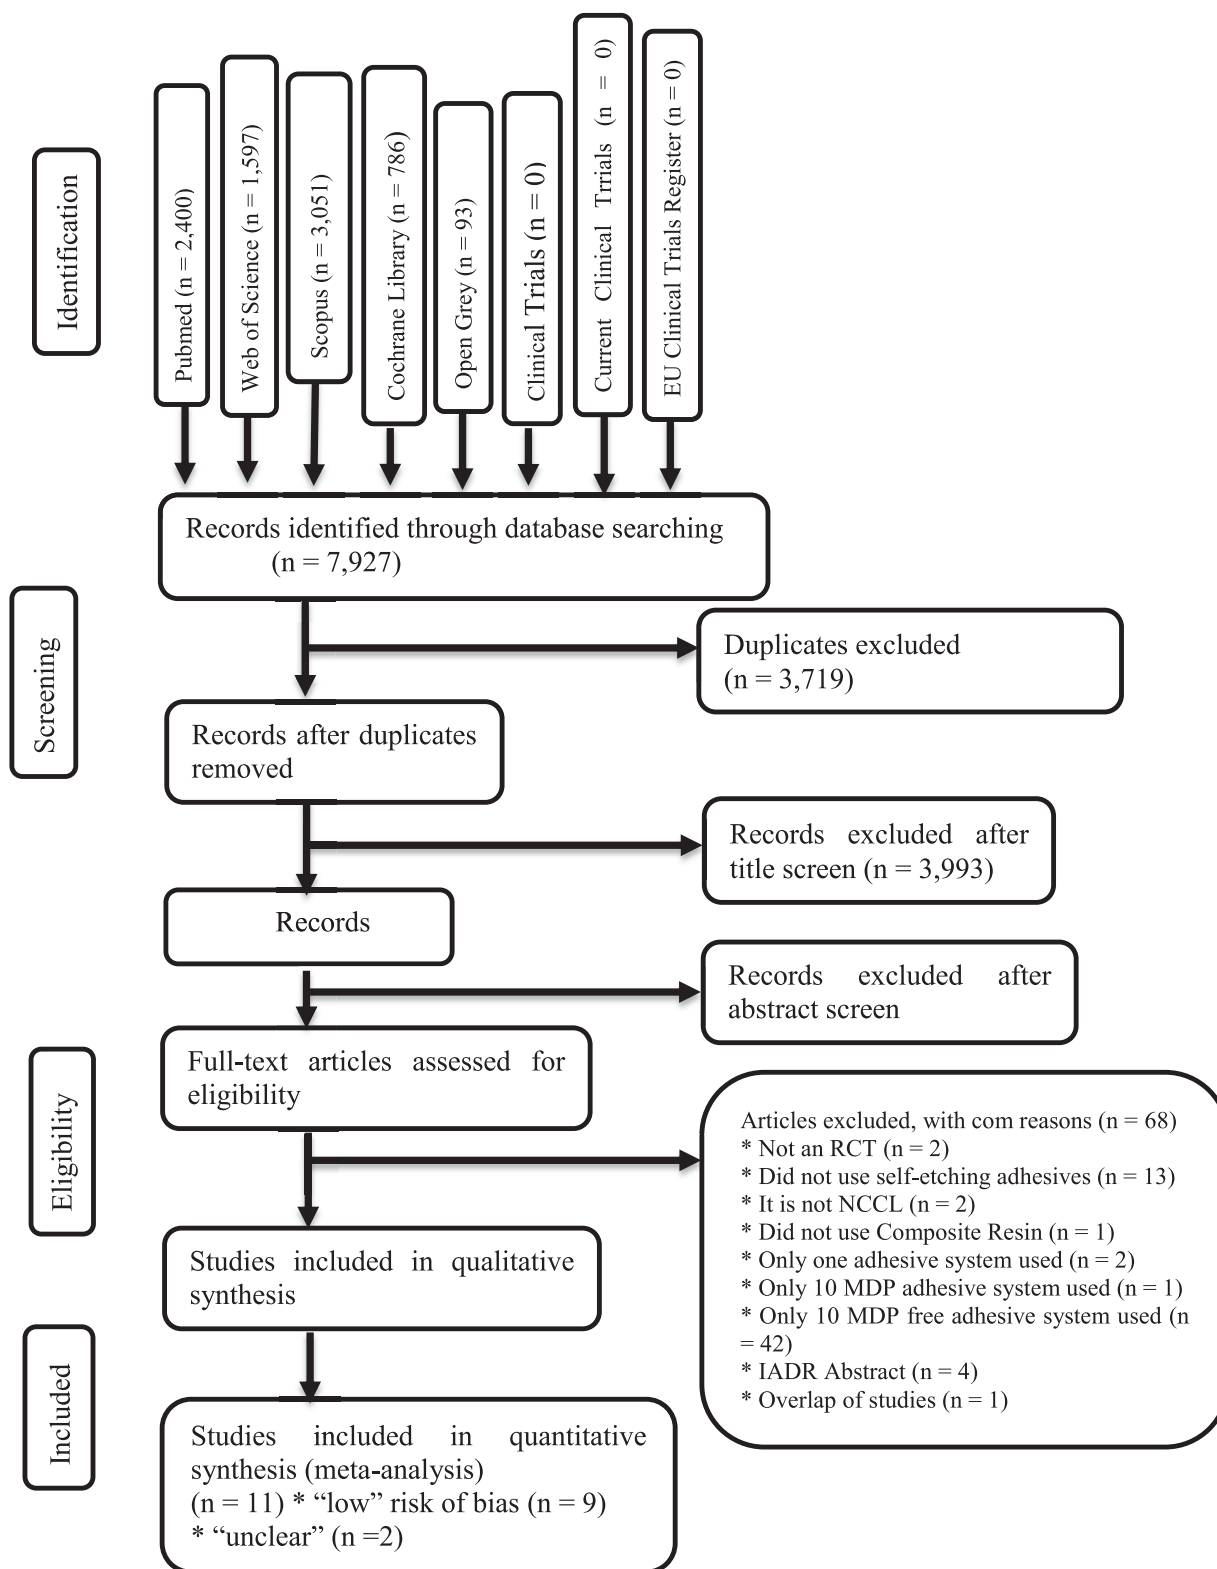 Identification
Pubmed (n = 2,400)
Web of Science (n = 1,597)
Scopus (n = 3,051)
Cochrane Library (n = 786)
Open Grey (n = 93)
Clinical Trials (n = 0)
Current Clinical Trrials (n = 0)
EU Clinical Trials Register (n = 0)
Records identified through database searching
(n = 7,927)
Screening
Duplicates excluded
(n = 3,719)
Records after duplicates
removed
Records excluded after
title screen (n = 3,993)
Records
Records excluded after
abstract screen
Eligibility
Full-text articles assessed for
eligibility
Articles excluded, with com reasons (n = 68)
* Not an RCT (n = 2)
* Did not use self-etching adhesives (n = 13)
* It is not NCCL (n = 2)
* Did not use Composite Resin (n = 1)
* Only one adhesive system used (n = 2)
* Only 10 MDP adhesive system used (n = 1)
* Only 10 MDP free adhesive system used (n
= 42)
* IADR Abstract (n = 4)
* Overlap of studies (n = 1)
Studies included in qualitative
synthesis
Included
Studies included in quantitative
synthesis (meta-analysis)
(n = 11) * “low” risk of bias (n = 9)
* “unclear” (n =2)